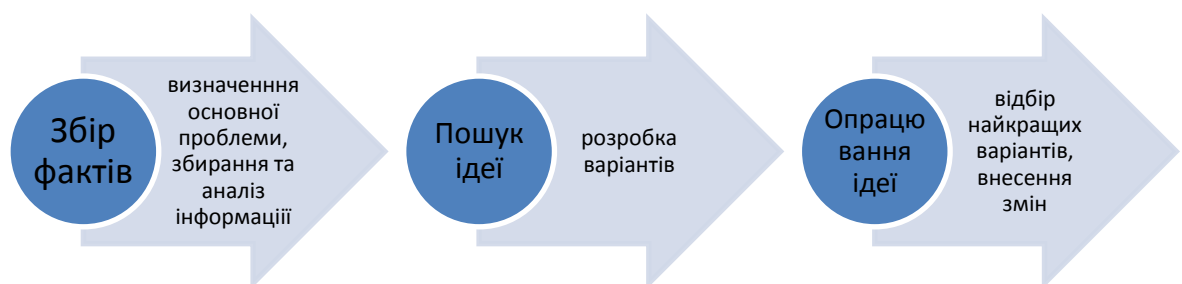 Збір
фактів
визначенння
основної
проблеми,
збирання та
аналіз
інформаціїї
Пошук
ідеї
розробка
варіантів
Опрацю
вання
ідеї
відбір
найкращих
варіантів,
внесення
змін